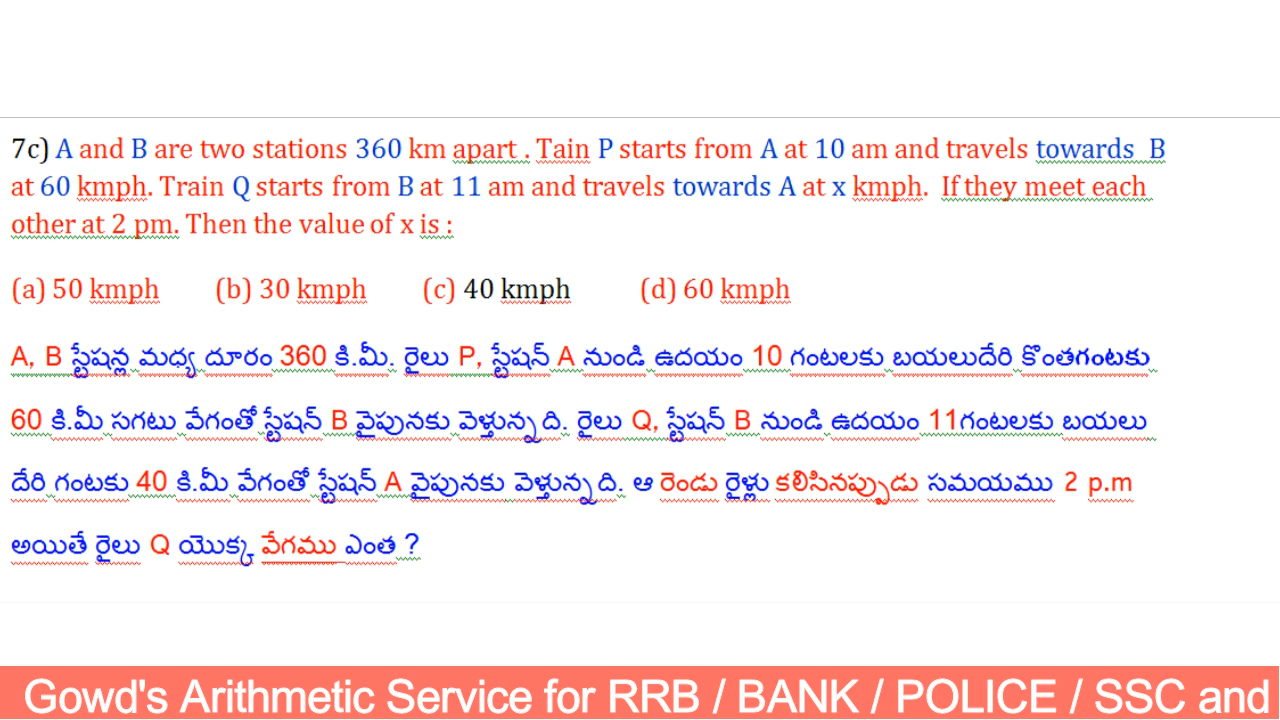 7c) A and B are two stations 360 km apart . Tain P starts from A at 10 am and travels towards B
at 60 kmph. Train Q starts from B at 11 am and travels towards A at x kmph. If they meet each
other at 2 pm. Then the value of x is :
(a) 50 kmph (b) 30 kmph (c) 40 kmph (d) 60 kmph
A, B స్టేషన్ల మధ్య దూరం 360 కి.మీ. రైలు P, స్టేషన్ A నుండి ఉదయం 10 గంటలకు బయలుదేరి కొంతగంటకు
60 కి.మీ సగటు వేగంతో స్టేషన్ B వైపునకు వెళ్తున్నది. రైలు Q, స్టేషన్ B నుండి ఉదయం 11గంటలకు బయలు
దేరి గంటకు 40 కి.మీ వేగంతో స్టేషన్ A వైపునకు వెళ్తున్నది. ఆ రెండు రైళ్లు కలిసినప్పుడు సమయము 2 p.m
అయితే రైలు Q యొక్క వేగము ఎంత ?
Gowd's Arithmetic Service for RRB / BANK / POLICE / SSC and